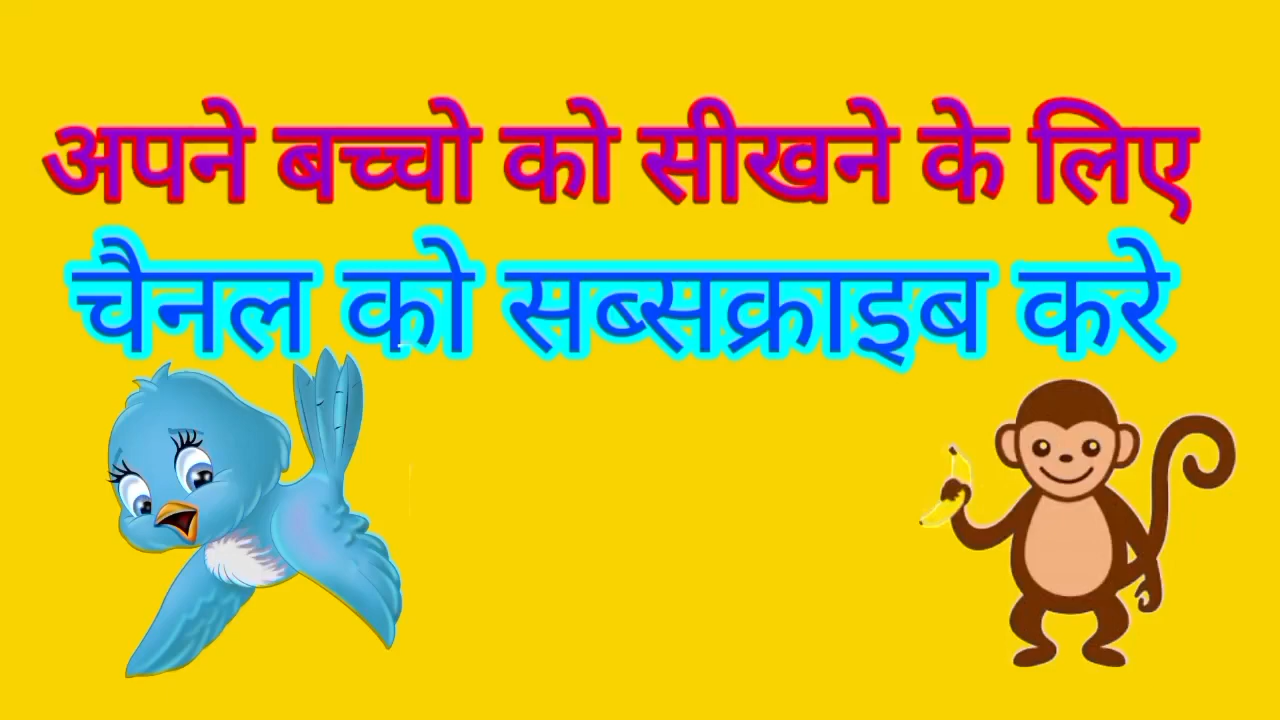 अपने बच्चो को सीखने के लिए
चैनल को सब्सक्राइब करे